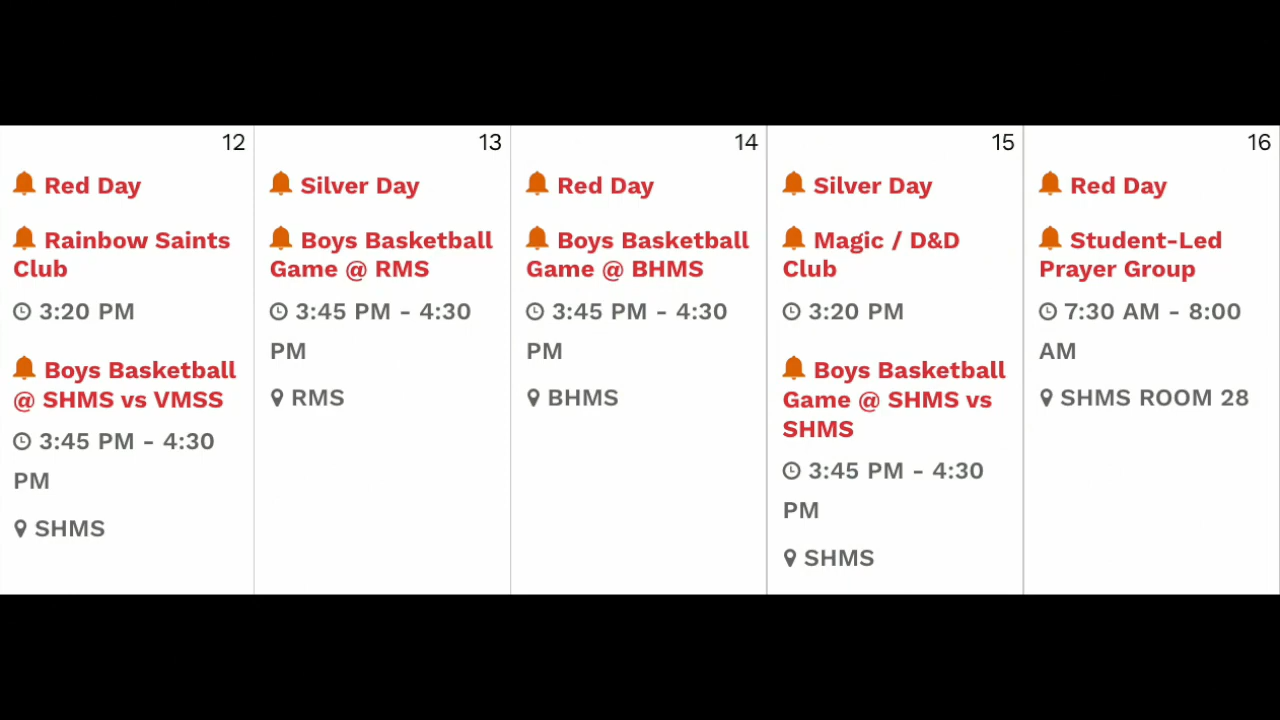 12
Red Day
Rainbow Saints
Club
3:20 PM
Boys Basketball
@ SHMS vs VMSS
3:45 PM - 4:30
PM
SHMS
13
Silver Day
Boys Basketball
Game @ RMS
3:45 PM - 4:30
PM
RMS
14
Red Day
Boys Basketball
Game @ BHMS
3:45 PM - 4:30
PM
BHMS
15
Silver Day
Magic / D&D
Club
3:20 PM
Boys Basketball
Game @ SHMS vs
SHMS
3:45 PM - 4:30
PM
SHMS
16
Red Day
Student-Led
Prayer Group
7:30 AM - 8:00
AM
SHMS ROOM 28